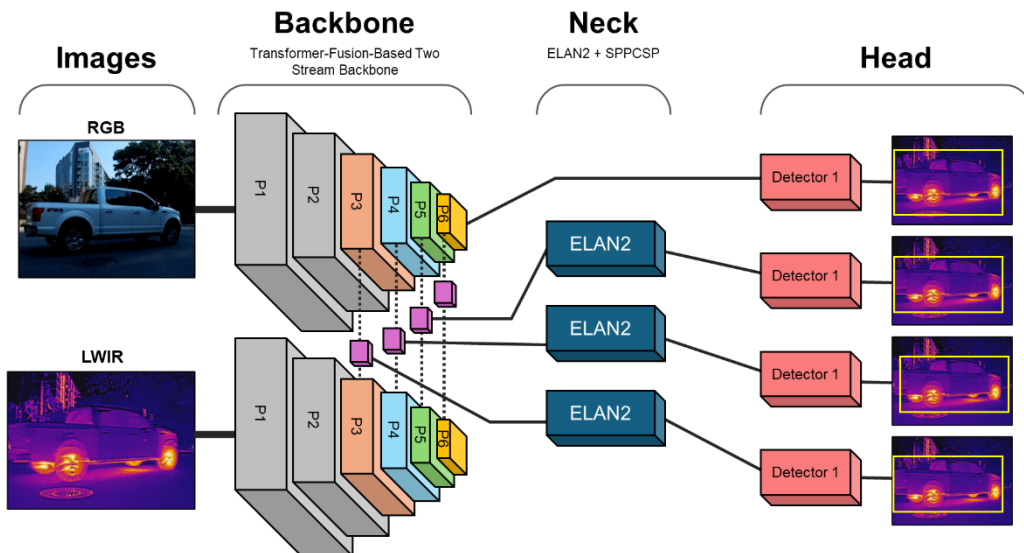 Images
Backbone
Transformer-Fusion-Based Two
Stream Backbone
Neck
ELAN2 + SPPCSP
Head
RGB
P1
P2
P3
P4
P5
P6
LWIR
P1
P2
P3
P4
P5
P6
ELAN2
ELAN2
ELAN2
Detector 1
Detector 1
Detector 1
Detector 1